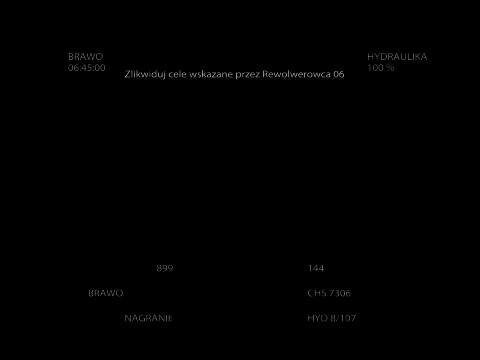 BRAWO
06:45:00
HYDRAULIKA
100 %
Zlikwiduj cele wskazane przez Rewolwerowca 06
899
144
BRAWO
CHS 7306
NAGRANIE
HYO 8/107